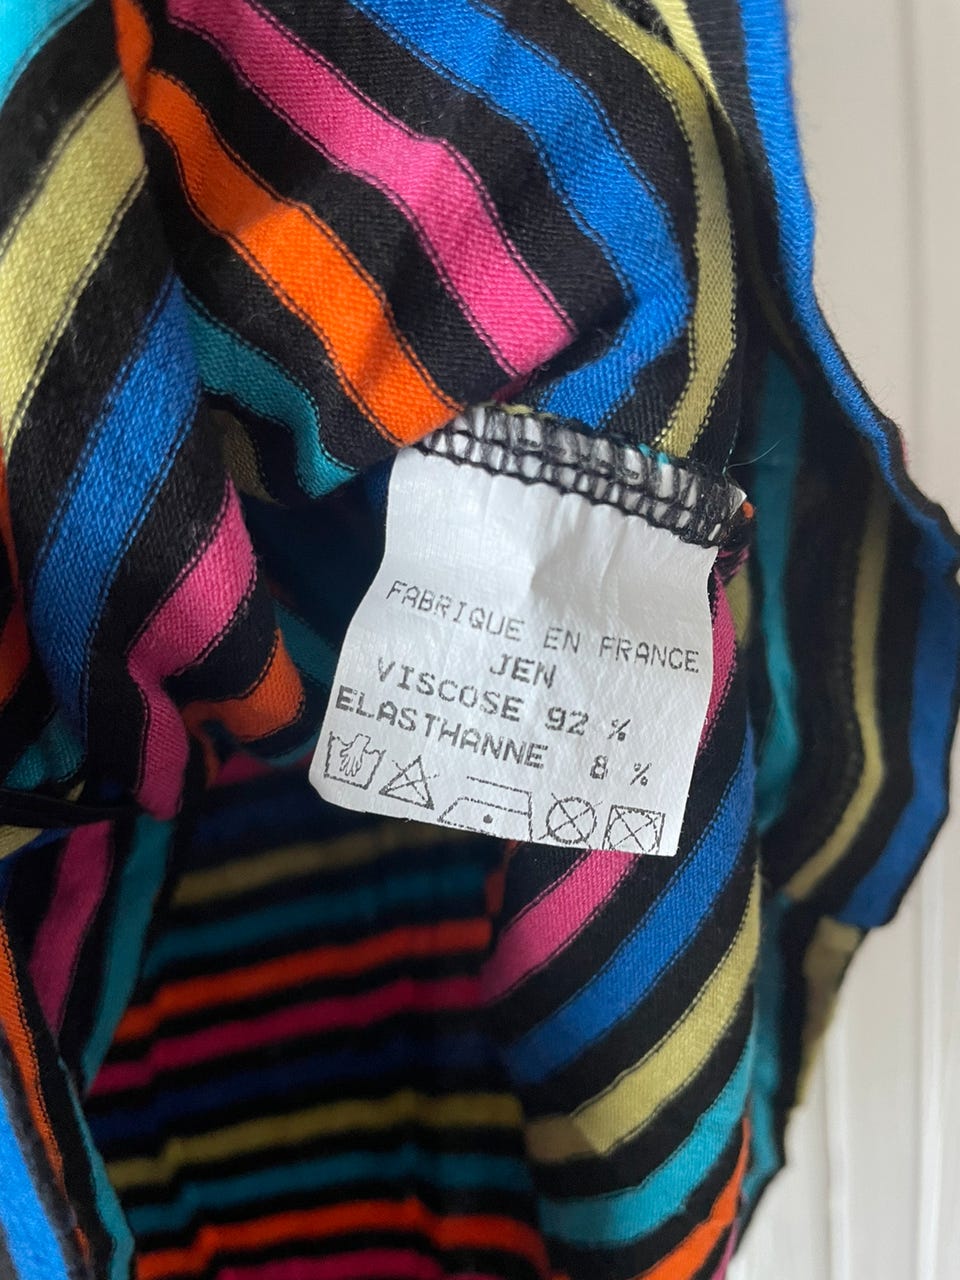 FABRIQUE EN FRANCE
JEN
VISCOSE 92 %
ELASTHANNE 8 %